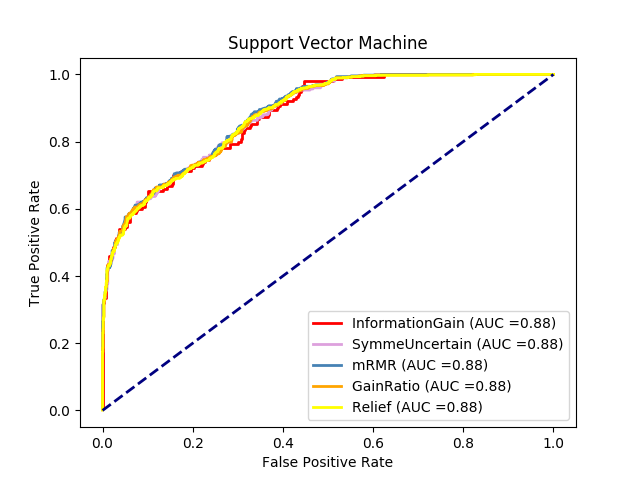 Support Vector Machine
True Positive Rate
1.0
0.8
0.6
0.4
0.2
0.0
InformationGain (AUC =0.88)
SymmeUncertain (AUC =0.88)
mRMR (AUC =0.88)
GainRatio (AUC =0.88)
Relief (AUC =0.88)
0.0 0.2 0.4 0.6 0.8 1.0
False Positive Rate